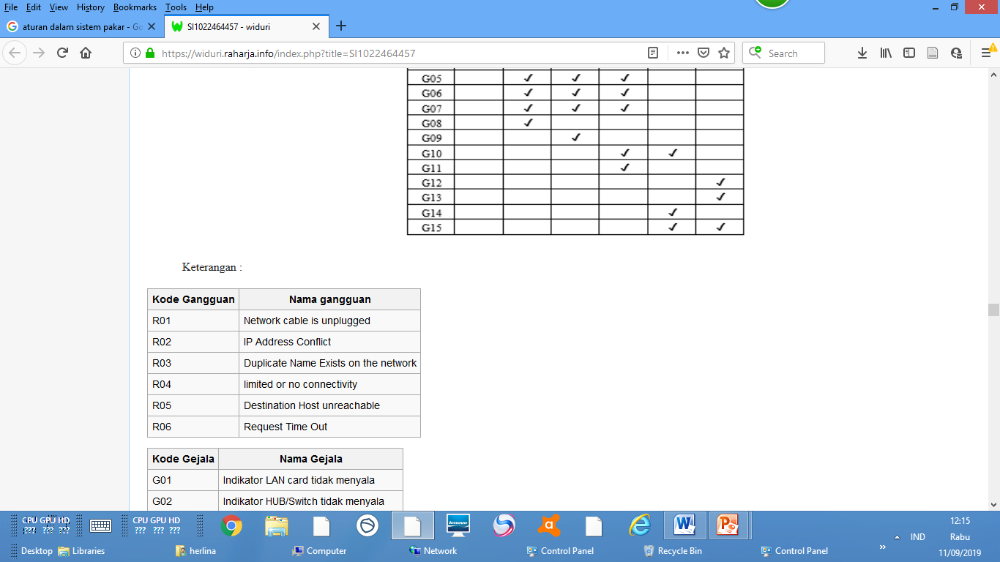 File Edit View History Bookmarks Tools Help
aturan dalam sistem pakar - Go
SI1022464457 - widuri
https://widuri.raharja.info/index.php?title=SI1022464457
Search
G05 ✓ ✓ ✓
G06 ✓ ✓ ✓
G07 ✓ ✓ ✓
G08 ✓
G09 ✓
G10 ✓ ✓
G11 ✓
G12 ✓
G13 ✓
G14 ✓
G15 ✓ ✓
Keterangan :
Kode Gangguan Nama gangguan
R01 Network cable is unplugged
R02 IP Address Conflict
R03 Duplicate Name Exists on the network
R04 limited or no connectivity
R05 Destination Host unreachable
R06 Request Time Out
Kode Gejala Nama Gejala
G01 Indikator LAN card tidak menyala
G02 Indikator HUB/Switch tidak menyala
CPU GPU HD
??? ??? ???
CPU GPU HD
??? ??? ???
lenovo
IND
12:15
Rabu
11/09/2019
Desktop Libraries herlina Computer Network Control Panel Recycle Bin Control Panel